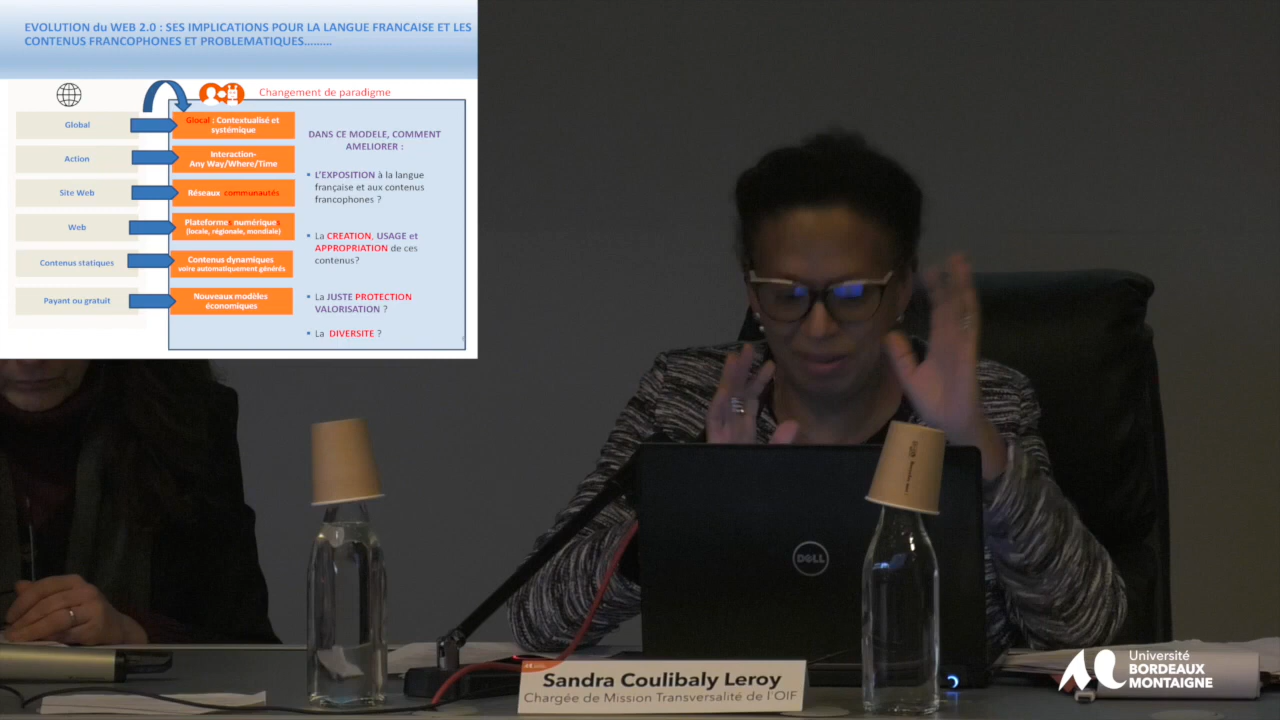 EVOLUTION du WEB 2.0 : SES IMPLICATIONS POUR LA LANGUE FRANCAISE ET LES
CONTENUS FRANCOPHONES ET PROBLEMATIQUES.........
Changement de paradigme
Global
Glocal : Contextualisé et
systémique
Action
Interaction-
Any Way/Where/Time
Site Web
Réseaux communautés
Web
Plateformes numériques
(locale, régionale, mondiale)
Contenus statiques
Contenus dynamiques
voire automatiquement générés
Payant ou gratuit
Nouveaux modèles
économiques
DANS CE MODELE, COMMENT
AMELIORER :
▪ L'EXPOSITION à la langue
française et aux contenus
francophones ?
▪ La CREATION, USAGE et
APPROPRIATION de ces
contenus?
▪ La JUSTE PROTECTION
VALORISATION ?
▪ La DIVERSITE ?
DELL
Sandra Coulibaly Leroy
Chargée de Mission Transversalité de l'OIF
Université
BORDEAUX
MONTAIGNE